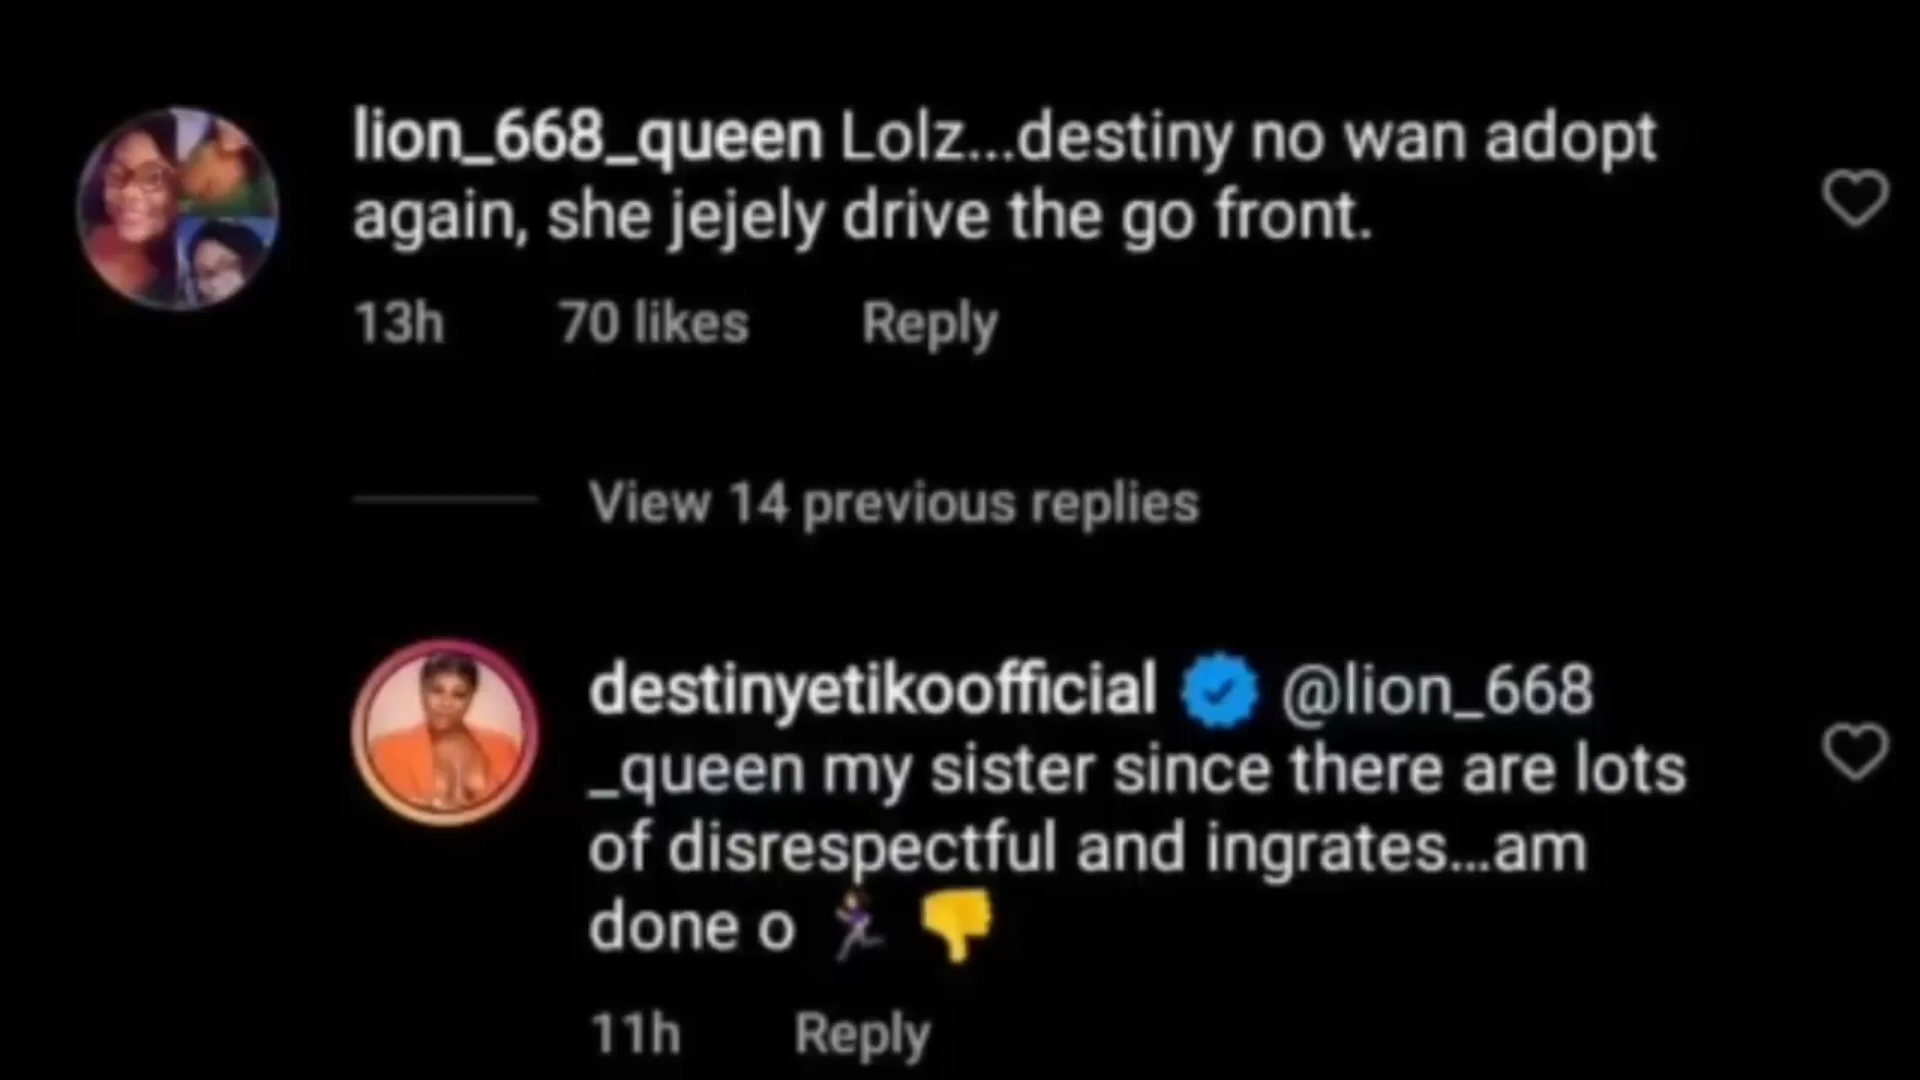 lion_668_queen Lolz...destiny no wan adopt
again, she jejely drive the go front.
13h 70 likes Reply
View 14 previous replies
destinyetikoofficial @lion_668
_queen my sister since there are lots
of disrespectful and ingrates...am
done o 🏃🏾‍♀️ 👎
11h Reply